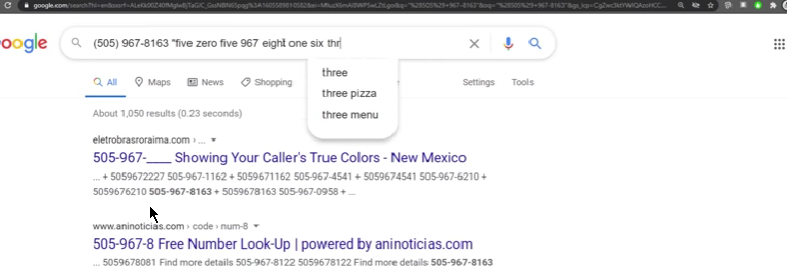 oogle
(505) 967-8163 "five zero five 967 eight one six thr
three
three pizza
three menu
All Maps News Shopping Settings Tools
About 1,050 results (0.23 seconds)
eletrobrasroraima.com › ...
505-967-____ Showing Your Caller's True Colors - New Mexico
... + 5059672227 505-967-1162 + 5059671162 505-967-4541 + 5059674541 505-967-6210 +
5059676210 505-967-8163 + 5059678163 505-967-0958 + ...
www.aninoticias.com › code › num-8
505-967-8 Free Number Look-Up | powered by aninoticias.com
... 5059678081 Find more details 505-967-8122 5059678122 Find more details 505-967-8163